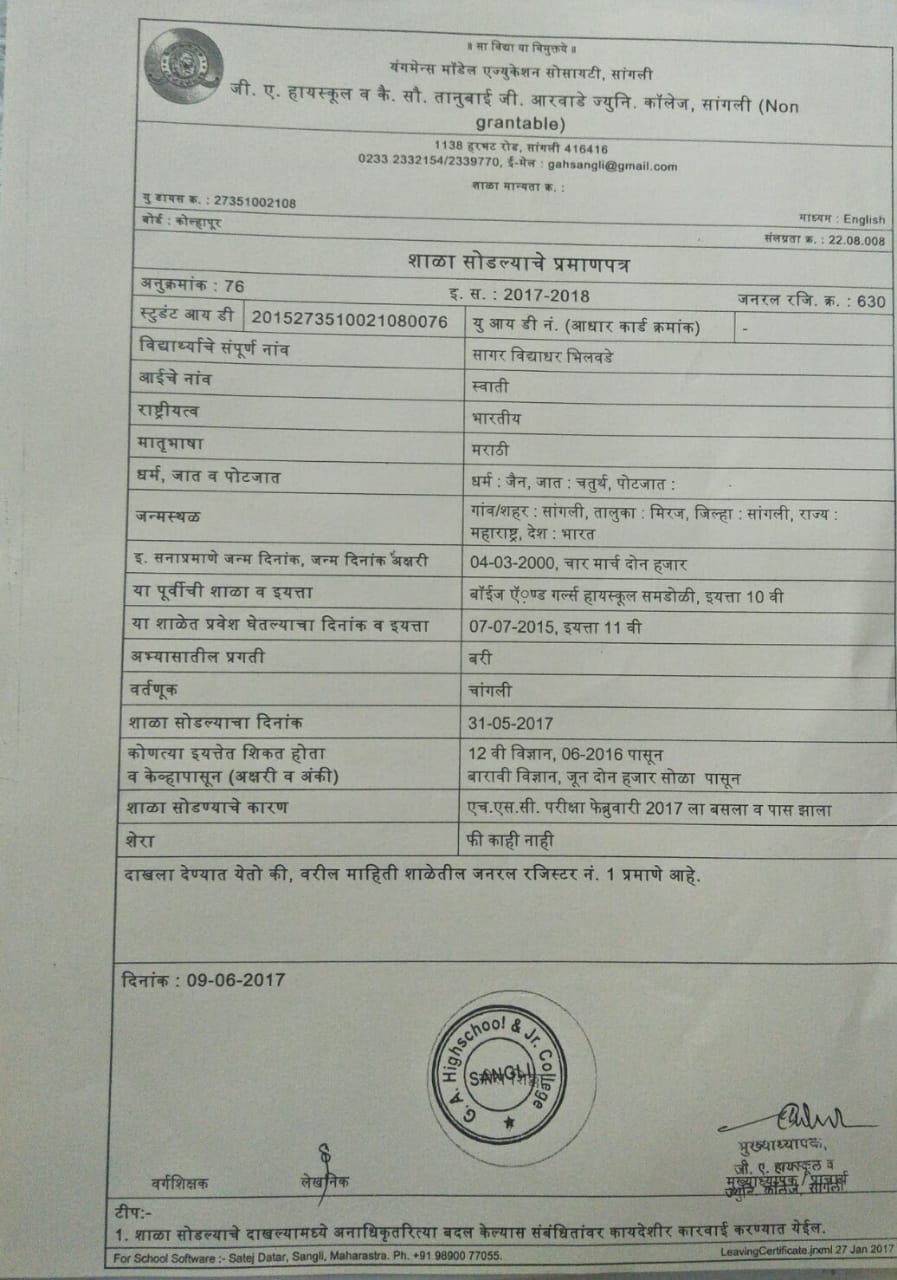 ॥ सा विद्या या विमुक्तये ॥
यंगमेन्स मॉडेल एज्युकेशन सोसायटी, सांगली
जी. ए. हायस्कूल व कै. सौ. तानुबाई जी. आरवाडे ज्युनि. कॉलेज, सांगली (Non
grantable)
1138 हरभट रोड, सांगली 416416
0233 2332154/2339770, ई-मेल : gahsangli@gmail.com
शाळा मान्यता क्र. :
यु डायस क्र. : 27351002108
माध्यम : English
बोर्ड : कोल्हापूर
संलग्नता क्र. : 22.08.008
शाळा सोडल्याचे प्रमाणपत्र
अनुक्रमांक : 76 इ. स. : 2017-2018 जनरल रजि. क्र. : 630
स्टुडंट आय डी 2015273510021080076 यु आय डी नं. (आधार कार्ड क्रमांक) -
विद्यार्थ्याचे संपूर्ण नांव सागर विद्याधर भिलवडे
आईचे नांव स्वाती
राष्ट्रीयत्व भारतीय
मातृभाषा मराठी
धर्म, जात व पोटजात धर्म : जैन, जात : चतुर्थ, पोटजात :
जन्मस्थळ गांव/शहर : सांगली, तालुका : मिरज, जिल्हा : सांगली, राज्य :
महाराष्ट्र, देश : भारत
इ. सनाप्रमाणे जन्म दिनांक, जन्म दिनांक अक्षरी 04-03-2000, चार मार्च दोन हजार
या पूर्वीची शाळा व इयत्ता बॉईज ऍण्ड गर्ल्स हायस्कूल समडोळी, इयत्ता 10 वी
या शाळेत प्रवेश घेतल्याचा दिनांक व इयत्ता 07-07-2015, इयत्ता 11 वी
अभ्यासातील प्रगती बरी
वर्तणूक चांगली
शाळा सोडल्याचा दिनांक 31-05-2017
कोणत्या इयत्तेत शिकत होता 12 वी विज्ञान, 06-2016 पासून
व केव्हापासून (अक्षरी व अंकी) बारावी विज्ञान, जून दोन हजार सोळा पासून
शाळा सोडण्याचे कारण एच.एस.सी. परीक्षा फेब्रुवारी 2017 ला बसला व पास झाला
शेरा फी काही नाही
दाखला देण्यात येतो की, वरील माहिती शाळेतील जनरल रजिस्टर नं. 1 प्रमाणे आहे.
दिनांक : 09-06-2017
G. A. Highschool & Jr. College
SANGLI
वर्गशिक्षक लेखनिक
मुख्याध्यापक,
जी. ए. हायस्कूल व
मुख्याध्यापक / प्राचार्य
ज्युनि. कॉलेज, सांगली.
टीप:-
1. शाळा सोडल्याचे दाखल्यामध्ये अनाधिकृतरित्या बदल केल्यास संबंधितांवर कायदेशीर कारवाई करण्यात येईल.
For School Software :- Satej Datar, Sangli, Maharastra. Ph. +91 98900 77055. LeavingCertificate.jrxml 27 Jan 2017